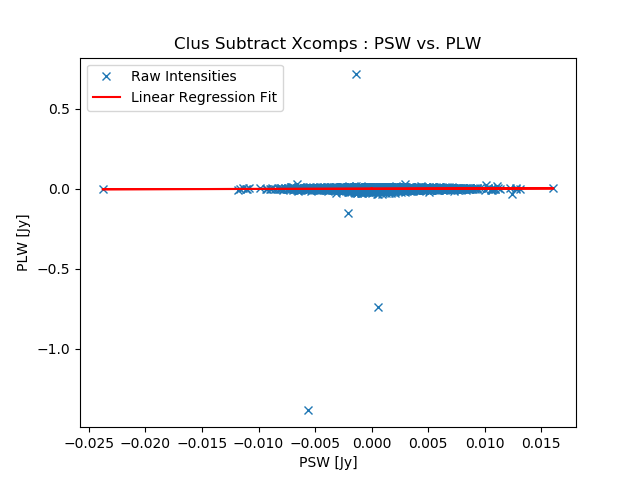 Clus Subtract Xcomps : PSW vs. PLW
Raw Intensities
Linear Regression Fit
0.5
0.0
−0.5
−1.0
PLW [Jy]
−0.025 −0.020 −0.015 −0.010 −0.005 0.000 0.005 0.010 0.015
PSW [Jy]